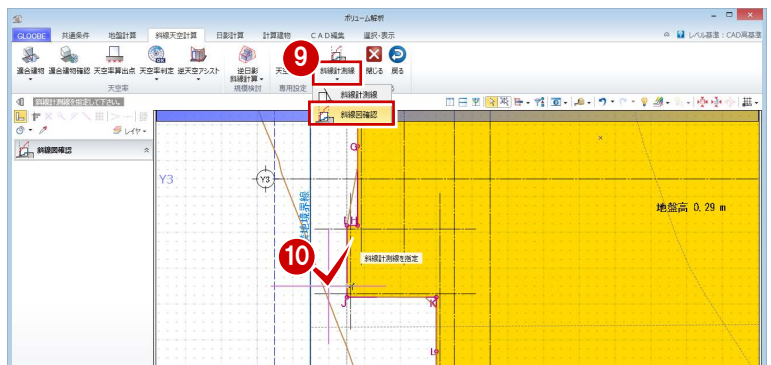 ボリューム解析
GLOOBE 共通条件 地盤計算 斜線天空計算 日影計算 計算建物 CAD編集 選択・表示 レベル基準:CAD高基準
9
適合建物 適合建物確認 天空率算出点 天空率判定 逆天空アシスト 逆日影斜線計算 斜線計測線 閉じる 戻る
天空率 規模検討 専用設定
斜線計測線
斜線図確認
斜線計測線を指定して下さい。
レイヤ
斜線図確認
Y3
Y3
G
地盤高 0.29 m
H
10
斜線計測線を指定
J
K
L